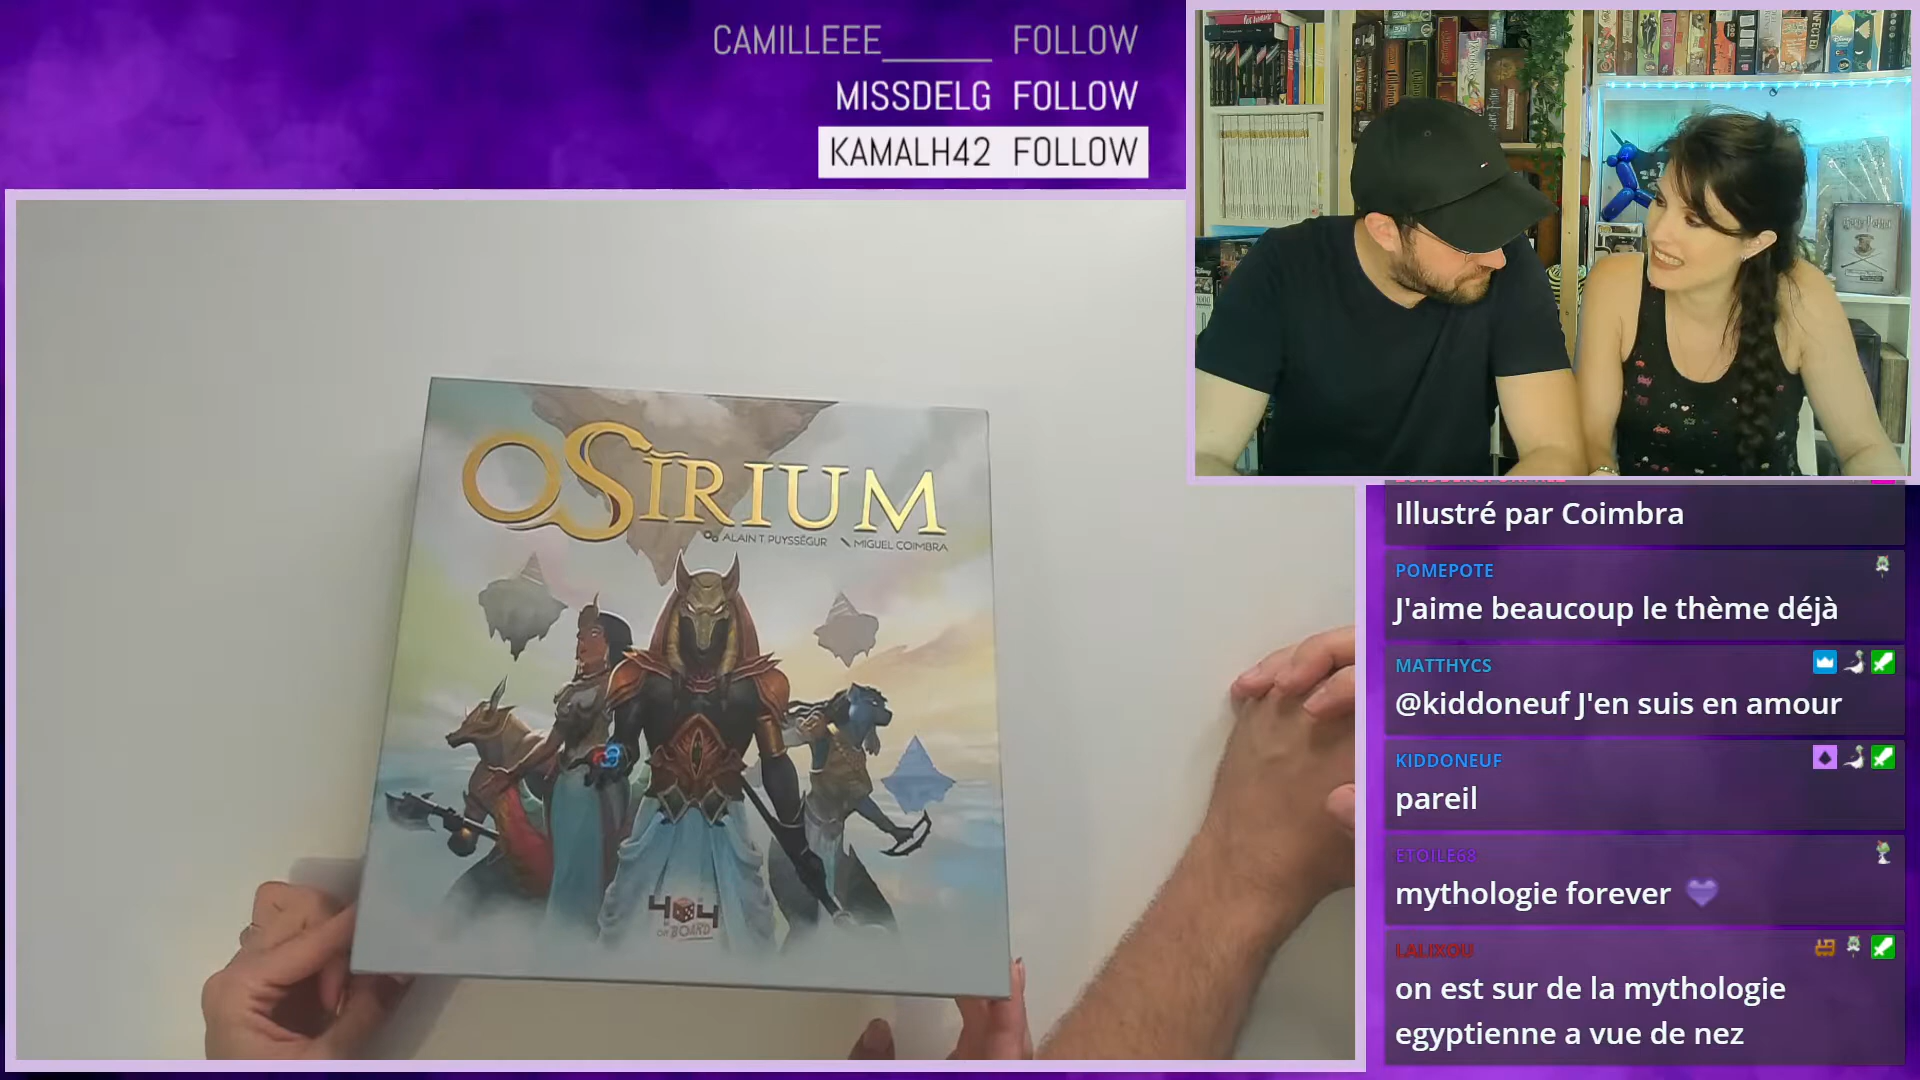 CAMILLEEE______ FOLLOW
MISSDELG FOLLOW
KAMALH42 FOLLOW
OSIRIUM
ALAIN T. PUYSSÉGUR MIGUEL COIMBRA
404
ON BOARD
Illustré par Coimbra
POMEPOTE
J'aime beaucoup le thème déjà
MATTHYCS
@kiddoneuf J'en suis en amour
KIDDONEUF
pareil
ETOILE68
mythologie forever
LALIXOU
on est sur de la mythologie
egyptienne a vue de nez